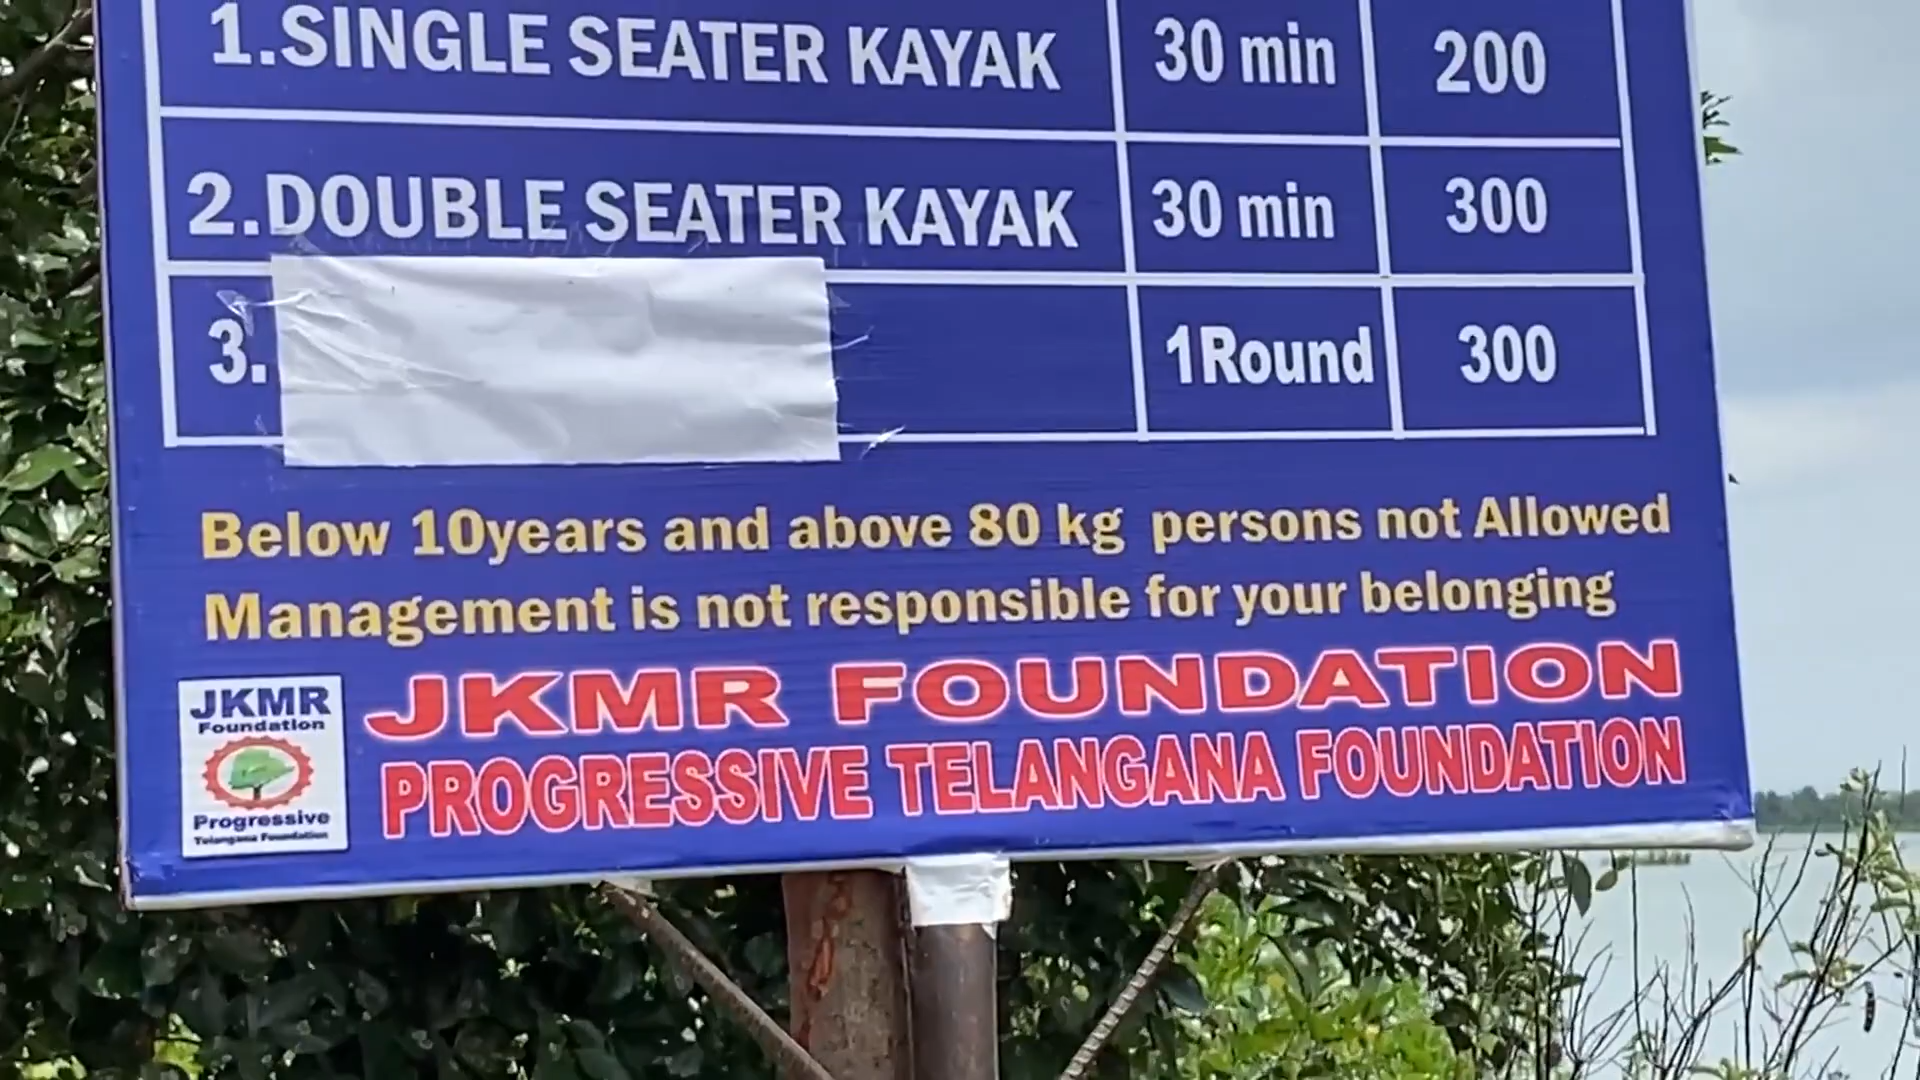 1.SINGLE SEATER KAYAK 30 min 200
2.DOUBLE SEATER KAYAK 30 min 300
3. 1Round 300
Below 10years and above 80 kg persons not Allowed
Management is not responsible for your belonging
JKMR FOUNDATION
PROGRESSIVE TELANGANA FOUNDATION
JKMR
Foundation
Progressive
Telangana Foundation